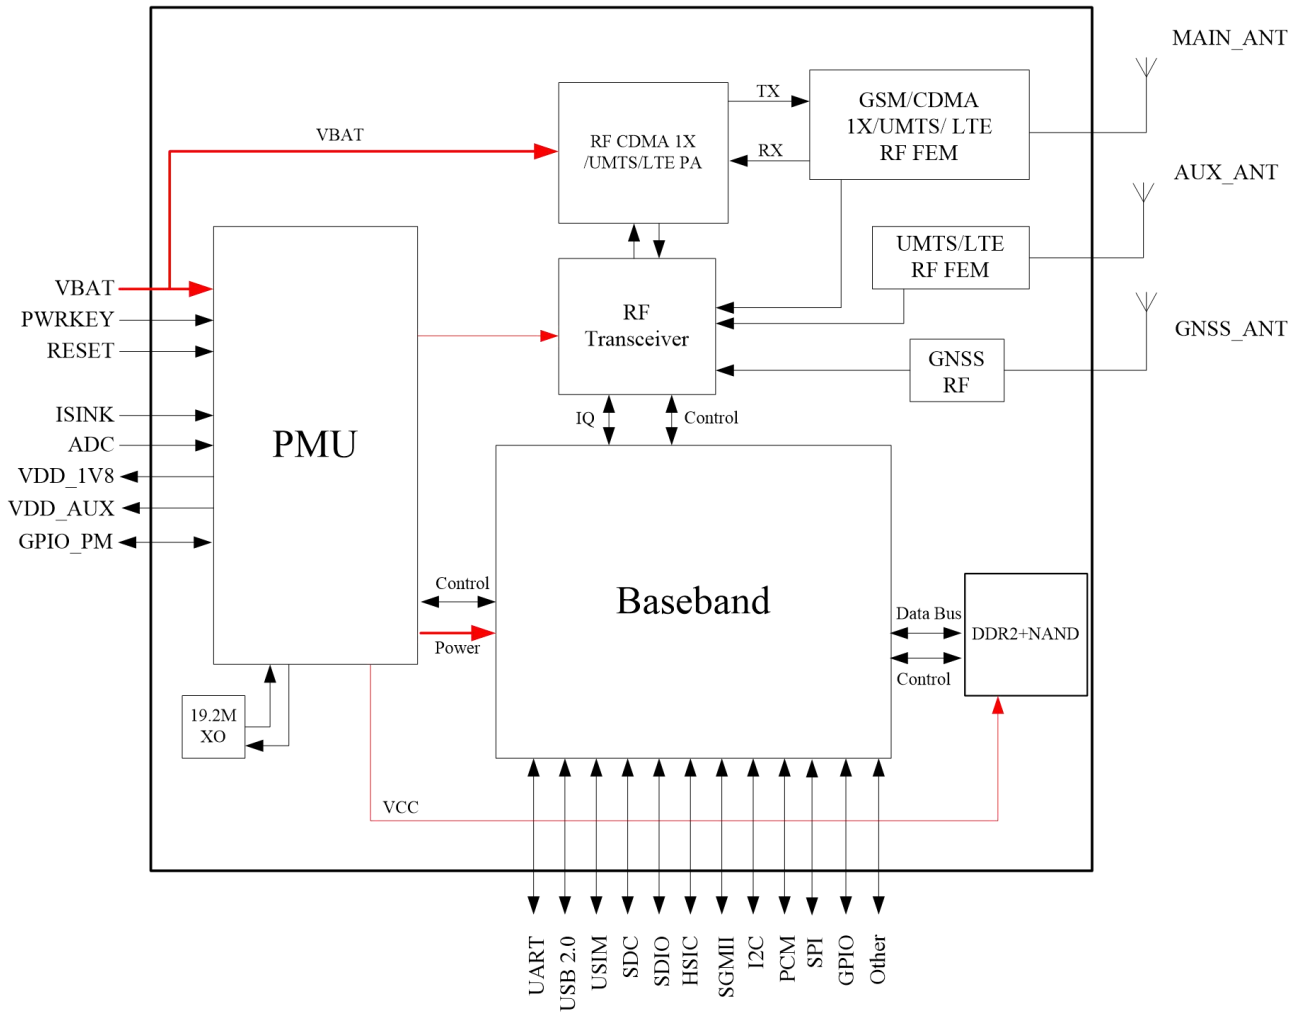 MAIN_ANT
TX
GSM/CDMA
1X/UMTS/ LTE
RF FEM
VBAT
RF CDMA 1X
/UMTS/LTE PA
RX
AUX_ANT
UMTS/LTE
RF FEM
VBAT
PWRKEY
RESET
RF
Transceiver
GNSS_ANT
GNSS
RF
ISINK
ADC
VDD_1V8
VDD_AUX
GPIO_PM
PMU
IQ
Control
Baseband
Control
Power
Data Bus
Control
DDR2+NAND
19.2M
XO
VCC
UART
USB 2.0
USIM
SDC
SDIO
HSIC
SGMII
I2C
PCM
SPI
GPIO
Other